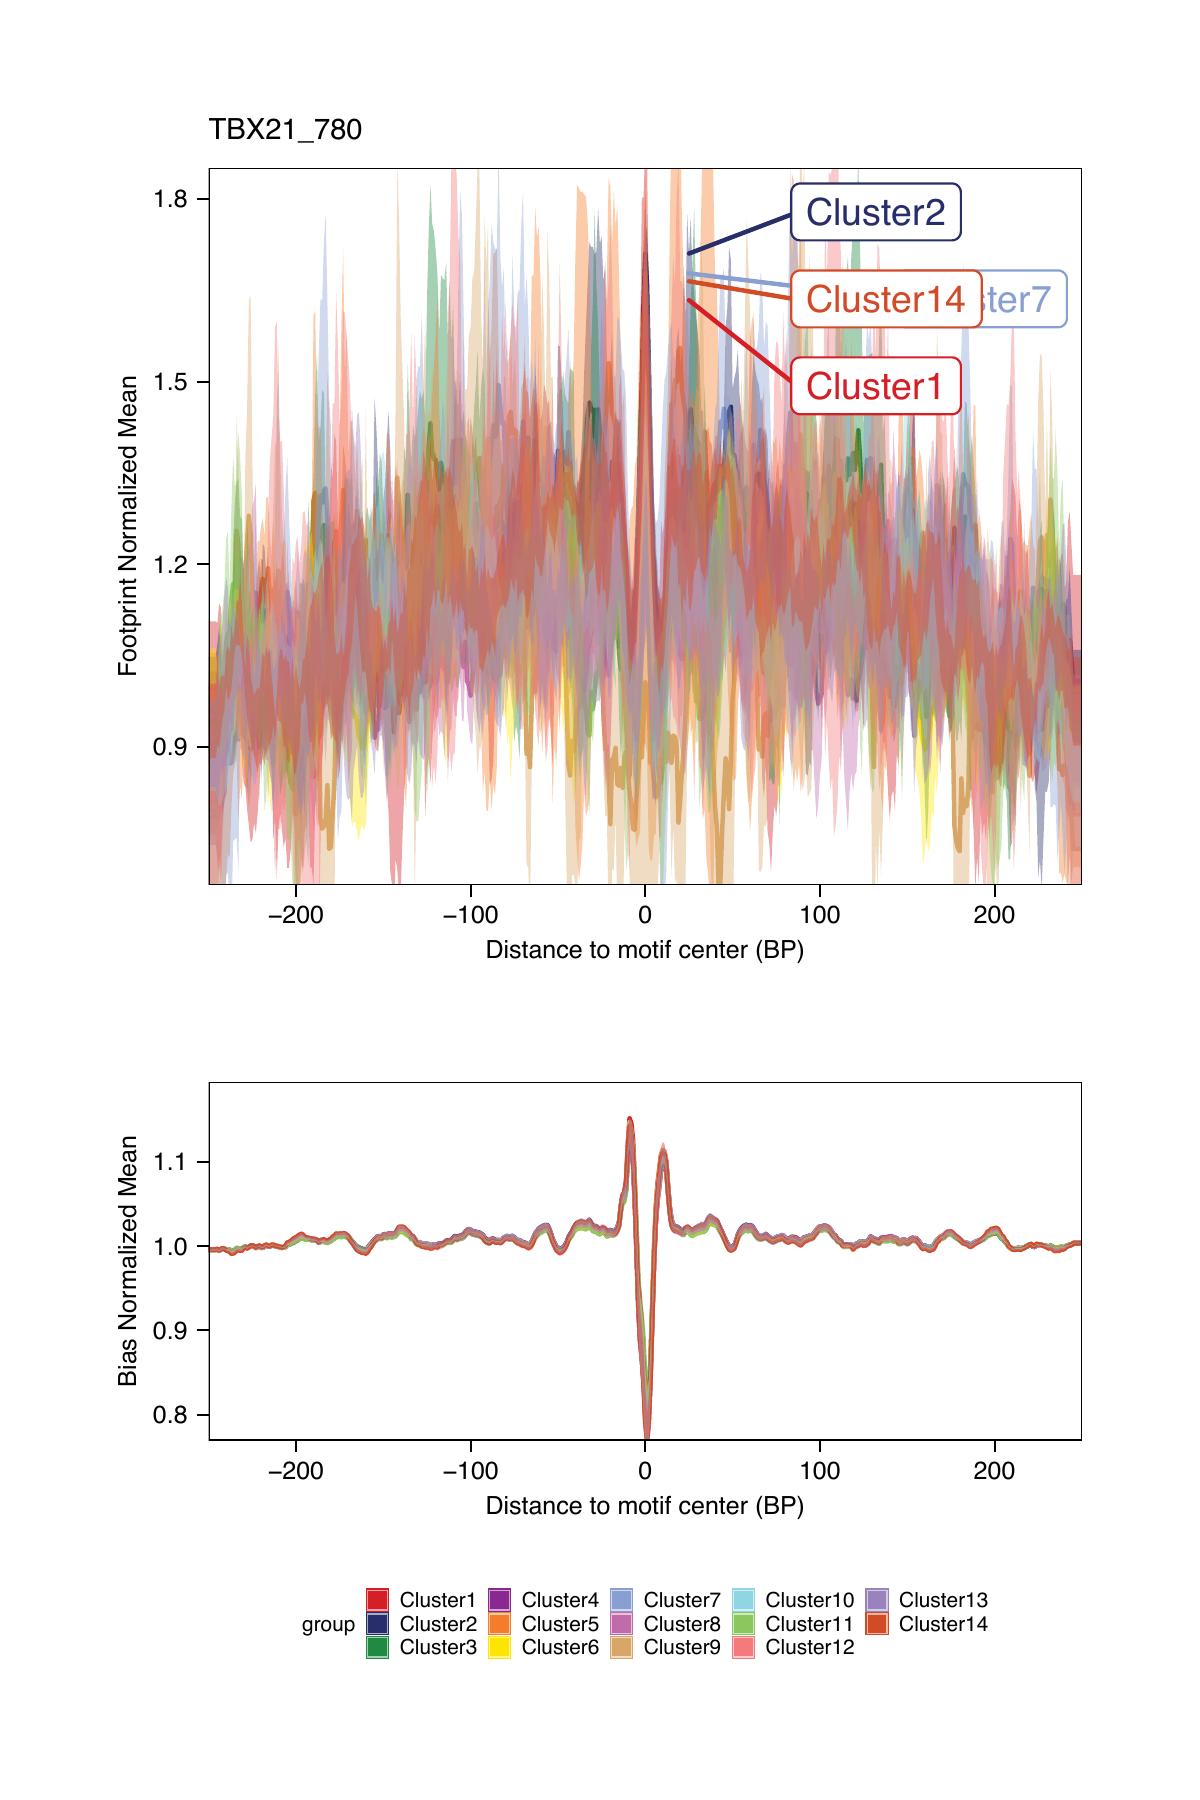 TBX21_780
Footprint Normalized Mean
1.8
1.5
1.2
0.9
Cluster2
Cluster14
ster7
Cluster1
−200 −100 0 100 200
Distance to motif center (BP)
Bias Normalized Mean
1.1
1.0
0.9
0.8
−200 −100 0 100 200
Distance to motif center (BP)
group
Cluster1 Cluster4 Cluster7 Cluster10 Cluster13
Cluster2 Cluster5 Cluster8 Cluster11 Cluster14
Cluster3 Cluster6 Cluster9 Cluster12